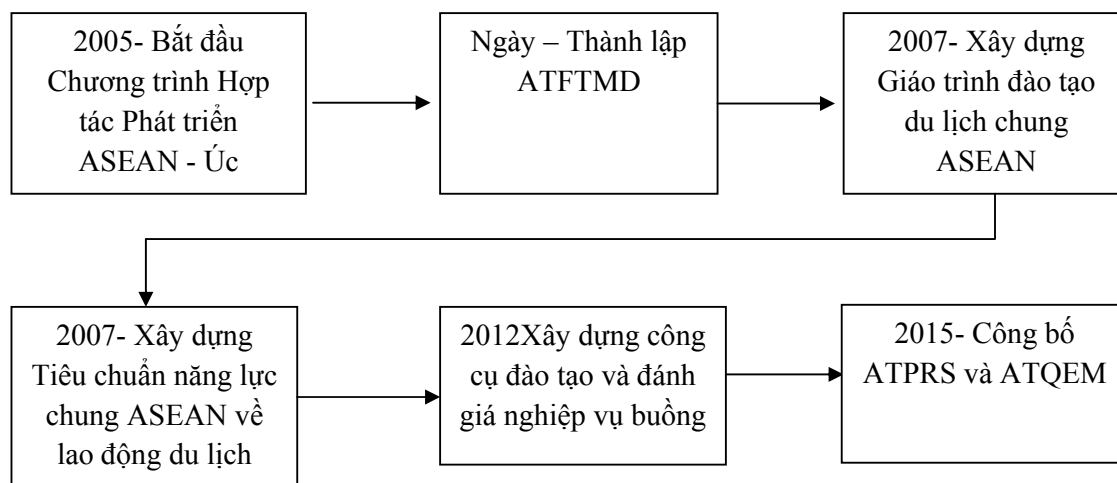 2005- Bắt đầu
Chương trình Hợp
tác Phát triển
ASEAN - Úc
Ngày – Thành lập
ATFTMD
2007- Xây dựng
Giáo trình đào tạo
du lịch chung
ASEAN
2007- Xây dựng
Tiêu chuẩn năng lực
chung ASEAN về
lao động du lịch
2012Xây dựng công
cụ đào tạo và đánh
giá nghiệp vụ buồng
2015- Công bố
ATPRS và ATQEM